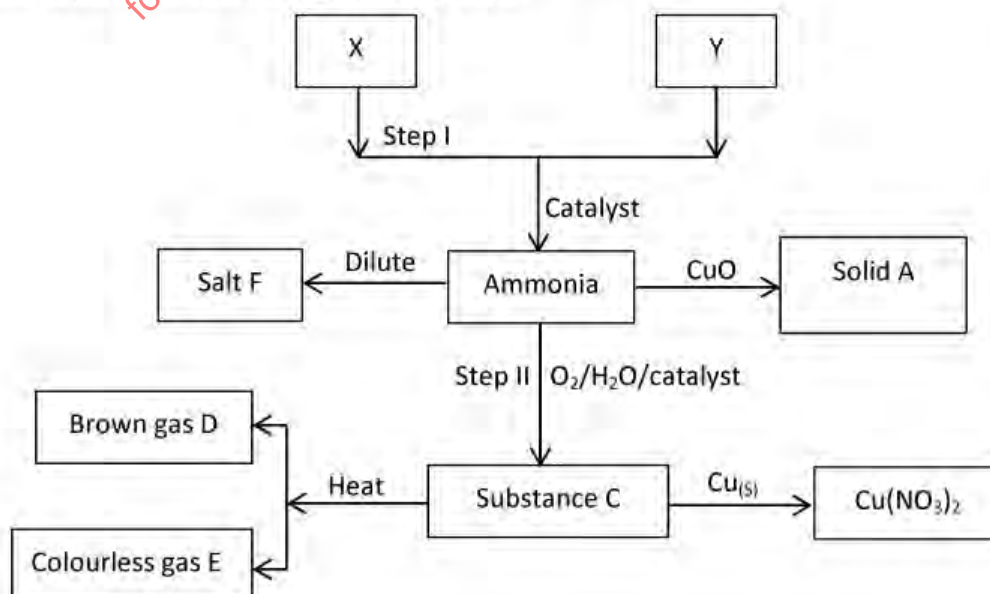 fo
X
Y
Step I
Catalyst
Salt F
Dilute
Ammonia
CuO
Solid A
Step II
O₂/H₂O/catalyst
Brown gas D
Heat
Substance C
Cu₍S₎
Cu(NO₃)₂
Colourless gas E